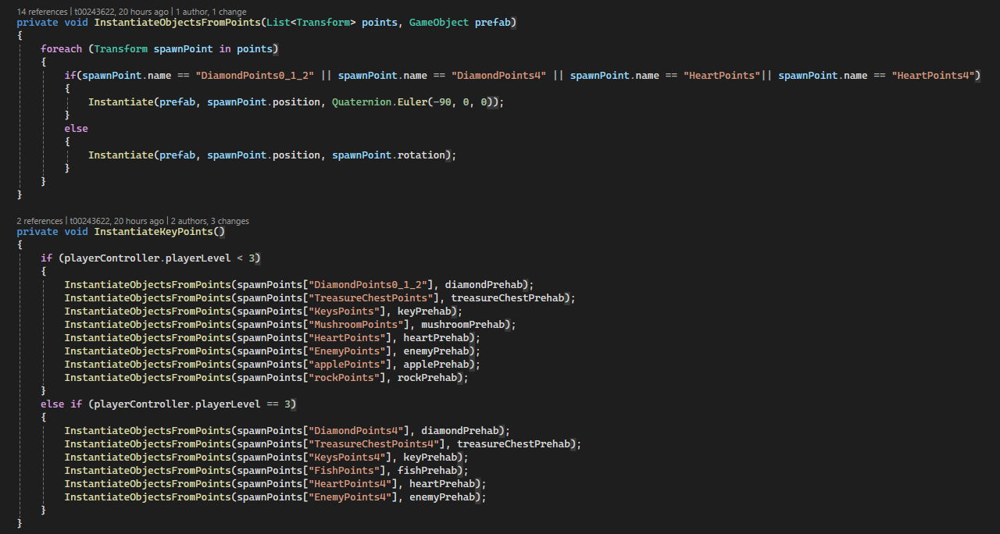 14 references | t00243622, 20 hours ago | 1 author, 1 change
private void InstantiateObjectsFromPoints(List<Transform> points, GameObject prefab)
{
foreach (Transform spawnPoint in points)
{
if(spawnPoint.name == "DiamondPoints0_1_2" || spawnPoint.name == "DiamondPoints4" || spawnPoint.name == "HeartPoints"|| spawnPoint.name == "HeartPoints4")
{
Instantiate(prefab, spawnPoint.position, Quaternion.Euler(-90, 0, 0));
}
else
{
Instantiate(prefab, spawnPoint.position, spawnPoint.rotation);
}
}
}
2 references | t00243622, 20 hours ago | 2 authors, 3 changes
private void InstantiateKeyPoints()
{
if (playerController.playerLevel < 3)
{
InstantiateObjectsFromPoints(spawnPoints["DiamondPoints0_1_2"], diamondPrehab);
InstantiateObjectsFromPoints(spawnPoints["TreasureChestPoints"], treasureChestPrehab);
InstantiateObjectsFromPoints(spawnPoints["KeysPoints"], keyPrehab);
InstantiateObjectsFromPoints(spawnPoints["MushroomPoints"], mushroomPrehab);
InstantiateObjectsFromPoints(spawnPoints["HeartPoints"], heartPrehab);
InstantiateObjectsFromPoints(spawnPoints["EnemyPoints"], enemyPrehab);
InstantiateObjectsFromPoints(spawnPoints["applePoints"], applePrehab);
InstantiateObjectsFromPoints(spawnPoints["rockPoints"], rockPrehab);
}
else if (playerController.playerLevel == 3)
{
InstantiateObjectsFromPoints(spawnPoints["DiamondPoints4"], diamondPrehab);
InstantiateObjectsFromPoints(spawnPoints["TreasureChestPoints4"], treasureChestPrehab);
InstantiateObjectsFromPoints(spawnPoints["KeysPoints4"], keyPrehab);
InstantiateObjectsFromPoints(spawnPoints["FishPoints"], fishPrehab);
InstantiateObjectsFromPoints(spawnPoints["HeartPoints4"], heartPrehab);
InstantiateObjectsFromPoints(spawnPoints["EnemyPoints4"], enemyPrehab);
}
}